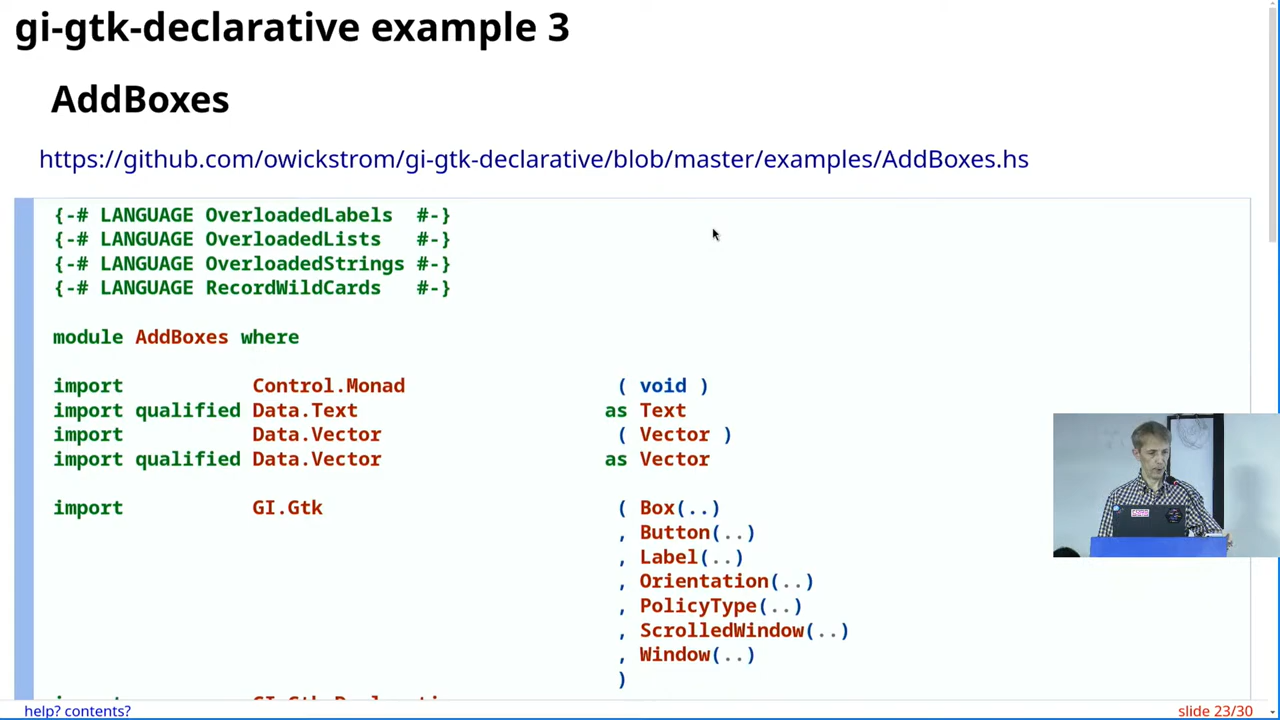 gi-gtk-declarative example 3
AddBoxes
https://github.com/owickstrom/gi-gtk-declarative/blob/master/examples/AddBoxes.hs
{-# LANGUAGE OverloadedLabels  #-}
{-# LANGUAGE OverloadedLists   #-}
{-# LANGUAGE OverloadedStrings #-}
{-# LANGUAGE RecordWildCards   #-}
module AddBoxes where
import           Control.Monad                  ( void )
import qualified Data.Text                     as Text
import           Data.Vector                    ( Vector )
import qualified Data.Vector                   as Vector
import           GI.Gtk                         ( Box(..)
, Button(..)
, Label(..)
, Orientation(..)
, PolicyType(..)
, ScrolledWindow(..)
, Window(..)
)
help? contents?
slide 23/30